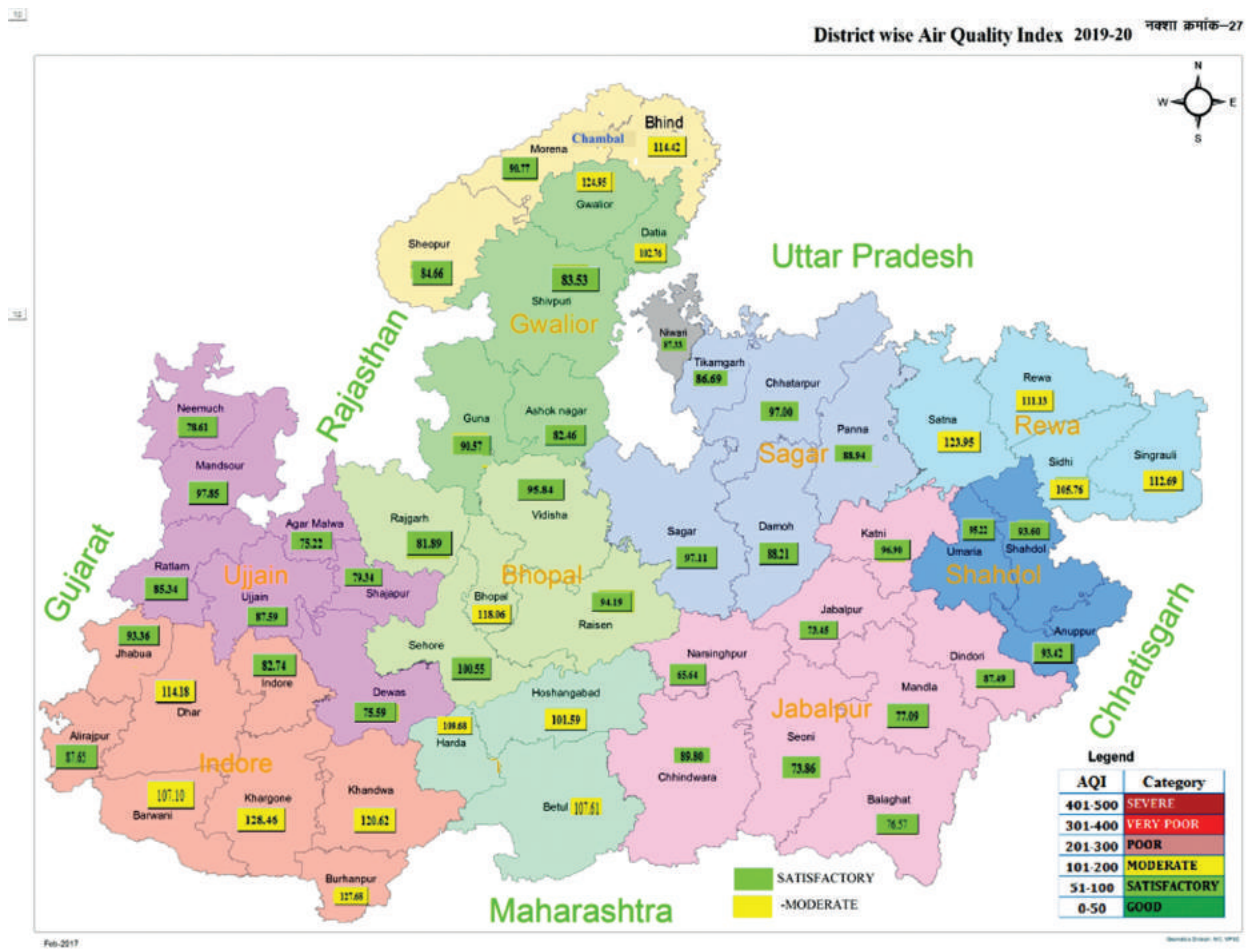 नक्शा क्रमांक–27
District wise Air Quality Index 2019-20
N
W E
S
Bhind
114.42
Chambal
Morena
90.77
124.95
Gwalior
Datia
102.76
Sheopur
84.66
83.53
Shivpuri
Gwalior
Uttar Pradesh
Rajasthan
Niwari
87.33
Tikamgarh
86.69
Chhatarpur
97.00
Panna
88.94
Sagar
Rewa
111.13
Rewa
Satna
123.95
Sidhi
105.76
Singrauli
112.69
Neemuch
78.61
Mandsour
97.85
Guna
90.57
Ashok nagar
82.46
95.84
Vidisha
Rajgarh
81.89
Agar Malwa
75.22
Gujarat
Ratlam
85.34
Ujjain
Ujjain
87.59
79.34
Shajapur
Bhopal
Bhopal
118.06
94.19
Raisen
Sagar
97.11
Damoh
88.21
Katni
96.90
95.22
Umaria
93.60
Shahdol
Shahdol
Anuppur
93.42
Chhatisgarh
93.36
Jhabua
82.74
Indore
114.18
Dhar
Alirajpur
87.65
Indore
107.10
Barwani
Khargone
128.46
Khandwa
120.62
Burhanpur
127.68
Sehore
100.55
Dewas
75.59
109.68
Harda
Hoshangabad
101.59
Betul 107.61
Jabalpur
73.45
Narsinghpur
65.64
Dindori
87.49
Mandla
77.09
Jabalpur
Seoni
73.86
89.80
Chhindwara
Balaghat
76.57
Maharashtra
SATISFACTORY
-MODERATE
Legend
AQI Category
401-500 SEVERE
301-400 VERY POOR
201-300 POOR
101-200 MODERATE
51-100 SATISFACTORY
0-50 GOOD
Feb-2017